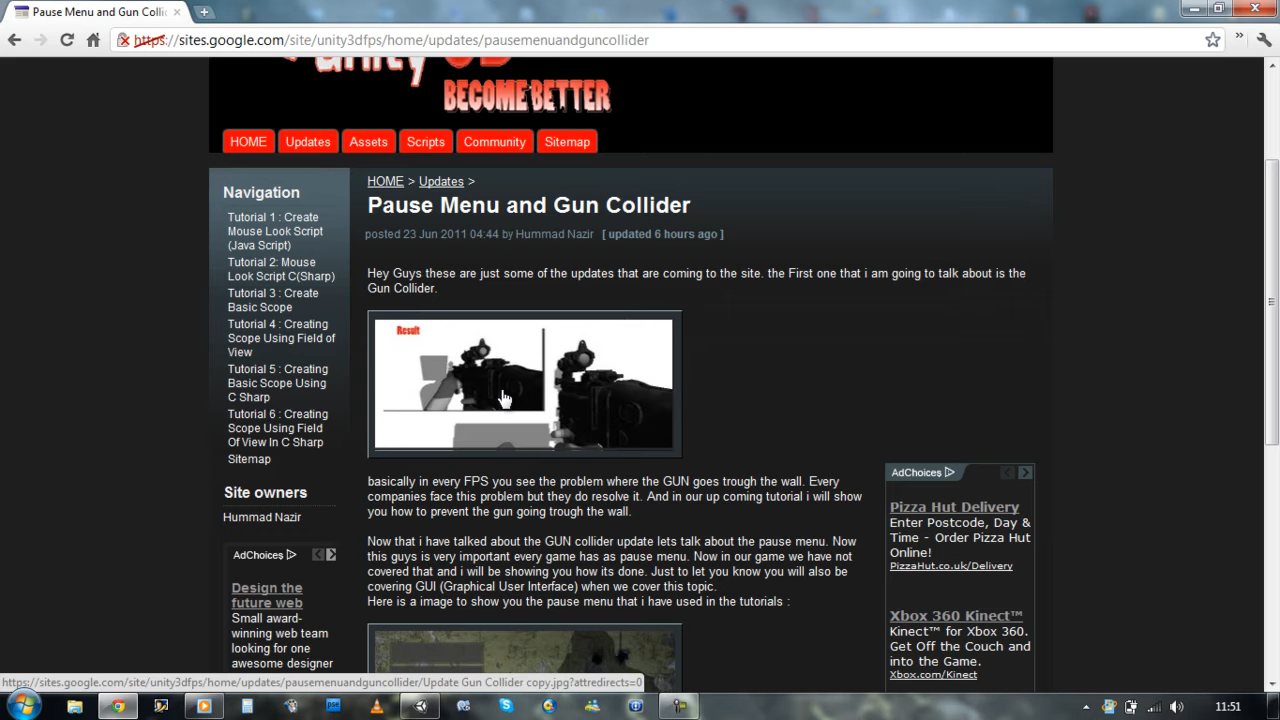 Pause Menu and Gun Colli
https://sites.google.com/site/unity3dfps/home/updates/pausemenuandguncollider
BECOME BETTER
HOME
Updates
Assets
Scripts
Community
Sitemap
Navigation
Tutorial 1 : Create
Mouse Look Script
(Java Script)
Tutorial 2: Mouse
Look Script C(Sharp)
Tutorial 3 : Create
Basic Scope
Tutorial 4 : Creating
Scope Using Field of
View
Tutorial 5 : Creating
Basic Scope Using
C Sharp
Tutorial 6 : Creating
Scope Using Field
Of View In C Sharp
Sitemap
Site owners
Hummad Nazir
AdChoices
Design the
future web
Small award-
winning web team
looking for one
awesome designer
HOME > Updates >
Pause Menu and Gun Collider
posted 23 Jun 2011 04:44 by Hummad Nazir [ updated 6 hours ago ]
Hey Guys these are just some of the updates that are coming to the site. the First one that i am going to talk about is the
Gun Collider.
Result
basically in every FPS you see the problem where the GUN goes trough the wall. Every
companies face this problem but they do resolve it. And in our up coming tutorial i will show
you how to prevent the gun going trough the wall.
Now that i have talked about the GUN collider update lets talk about the pause menu. Now
this guys is very important every game has as pause menu. Now in our game we have not
covered that and i will be showing you how its done. Just to let you know you will also be
covering GUI (Graphical User Interface) when we cover this topic.
Here is a image to show you the pause menu that i have used in the tutorials :
AdChoices
Pizza Hut Delivery
Enter Postcode, Day &
Time - Order Pizza Hut
Online!
PizzaHut.co.uk/Delivery
Xbox 360 Kinect™
Kinect™ for Xbox 360.
Get Off the Couch and
into the Game.
Xbox.com/Kinect
https://sites.google.com/site/unity3dfps/home/updates/pausemenuandguncollider/Update Gun Collider copy.jpg?attredirects=0
11:51